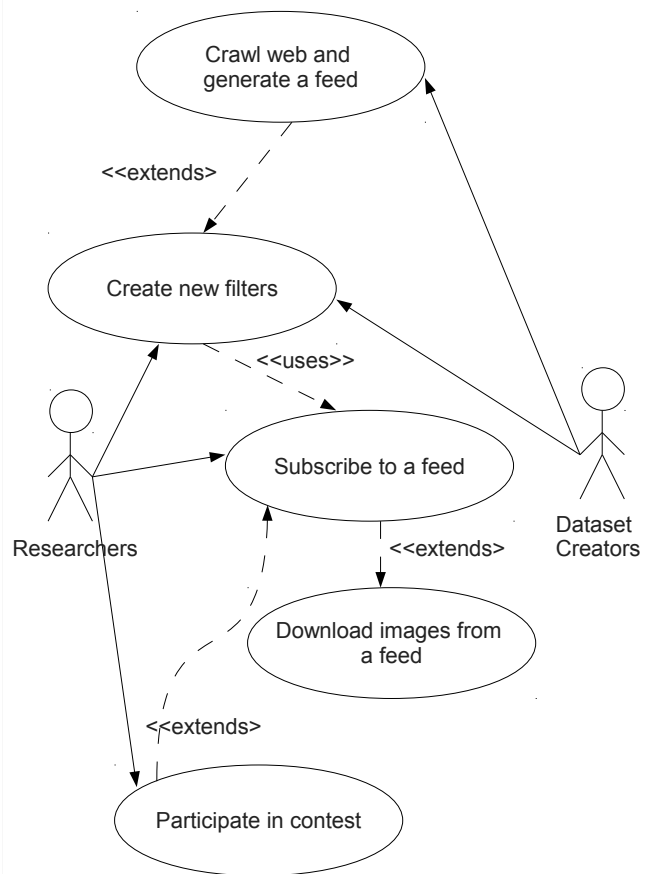 Crawl web and
generate a feed
<<extends>
Create new filters
<<uses>>
Subscribe to a feed
Researchers
Dataset
Creators
<<extends>
Download images from
a feed
<<extends>
Participate in contest